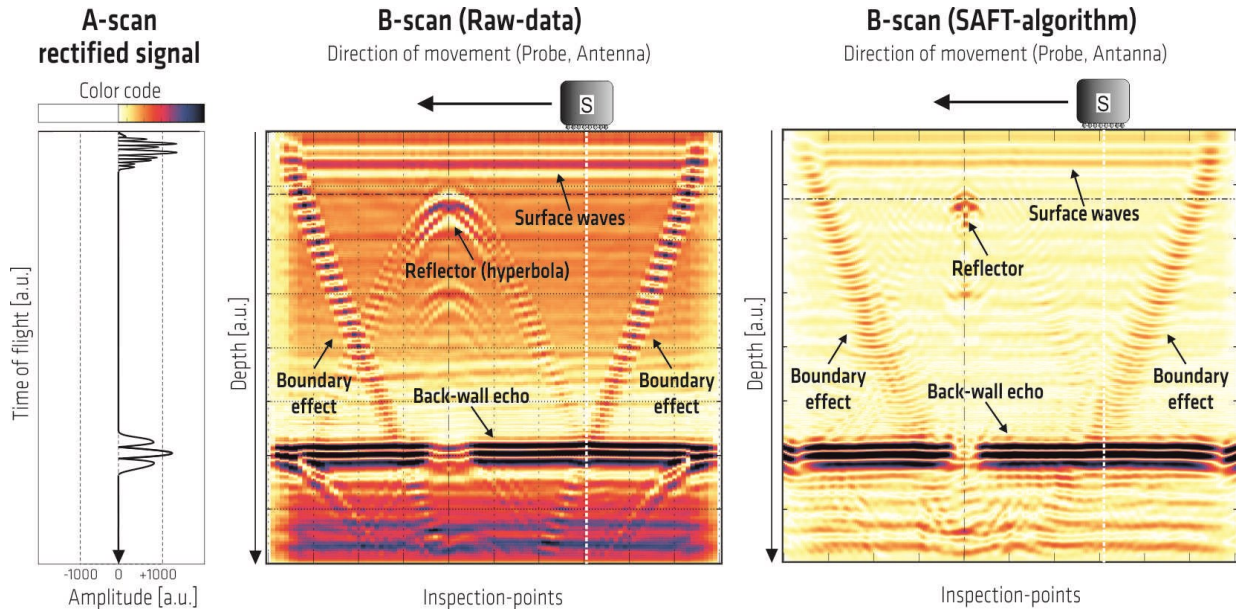 A-scan
rectified signal
Color code
Time of flight [a.u.]
-1000 0 +1000
Amplitude [a.u.]
B-scan (Raw-data)
Direction of movement (Probe, Antenna)
S
Depth [a.u.]
Surface waves
Reflector (hyperbola)
Boundary
effect
Boundary
effect
Back-wall echo
Inspection-points
B-scan (SAFT-algorithm)
Direction of movement (Probe, Antanna)
S
Depth [a.u.]
Surface waves
Reflector
Boundary
effect
Boundary
effect
Back-wall echo
Inspection-points